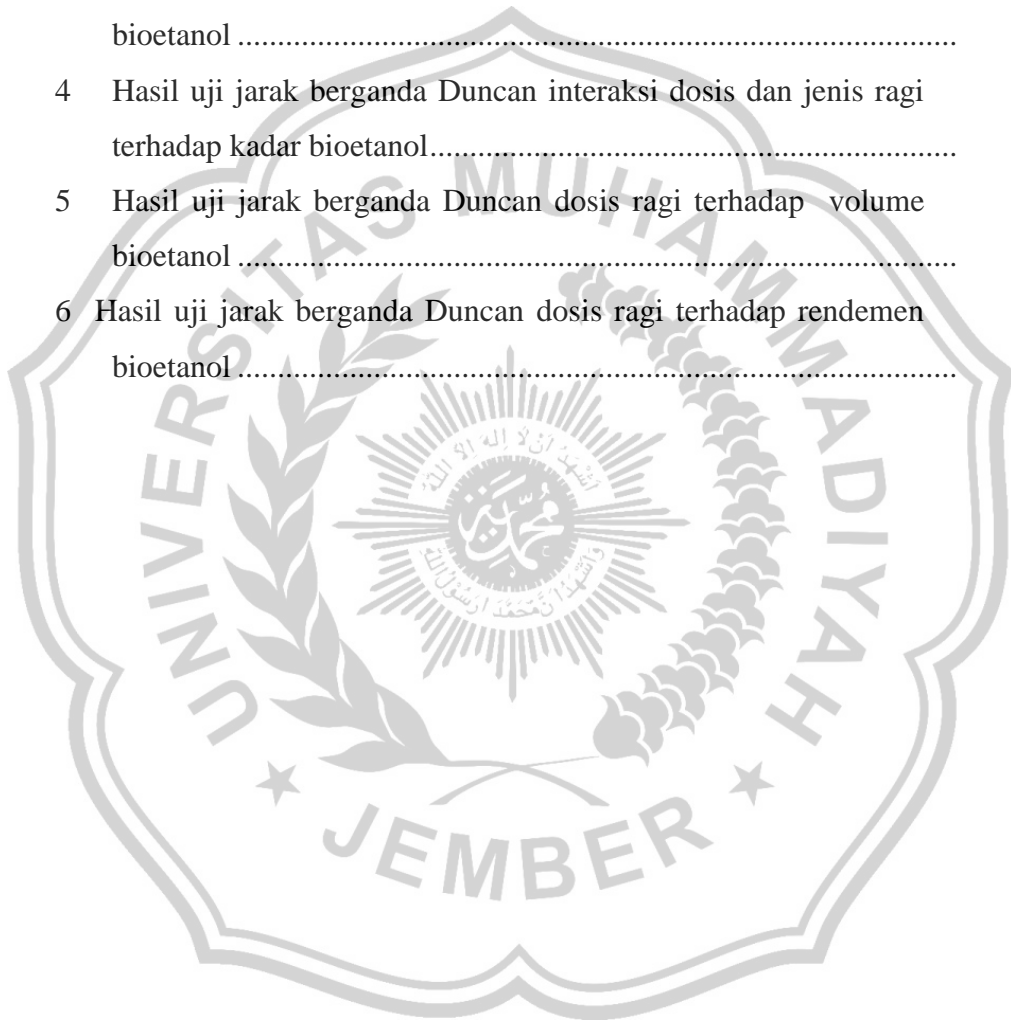 bioetanol ..........................................................................................
4 Hasil uji jarak berganda Duncan interaksi dosis dan jenis ragi
terhadap kadar bioetanol..................................................................
5 Hasil uji jarak berganda Duncan dosis ragi terhadap volume
bioetanol ..........................................................................................
6 Hasil uji jarak berganda Duncan dosis ragi terhadap rendemen
bioetanol ..........................................................................................
UNIVERSITAS MUHAMMADIYAH
JEMBER